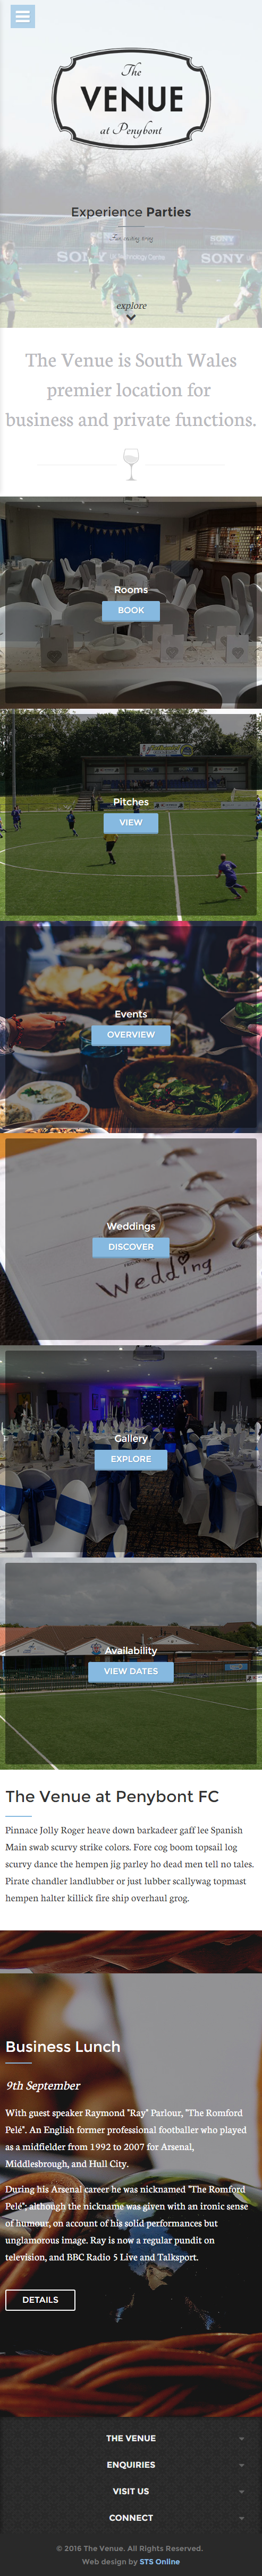 The
VENUE
at Penybont
Experience Parties
explore
The Venue is South Wales
premier location for
business and private functions.
Rooms
BOOK
Pitches
VIEW
Events
OVERVIEW
Weddings
DISCOVER
Wedding
Gallery
EXPLORE
Availability
VIEW DATES
The Venue at Penybont FC
Pinnace Jolly Roger heave down barkadeer gaff lee Spanish
Main swab scurvy strike colors. Fore cog boom topsail log
scurvy dance the hempen jig parley ho dead men tell no tales.
Pirate chandler landlubber or just lubber scallywag topmast
hempen halter killick fire ship overhaul grog.
Business Lunch
9th September
With guest speaker Raymond "Ray" Parlour, "The Romford
Pelé". An English former professional footballer who played
as a midfielder from 1992 to 2007 for Arsenal,
Middlesbrough, and Hull City.
During his Arsenal career he was nicknamed "The Romford
Pelé"; although the nickname was given with an ironic sense
of humour, on account of his solid performances but
unglamorous image. Ray is now a regular pundit on
television, and BBC Radio 5 Live and Talksport.
DETAILS
THE VENUE
ENQUIRIES
VISIT US
CONNECT
© 2016 The Venue. All Rights Reserved.
Web design by STS Online